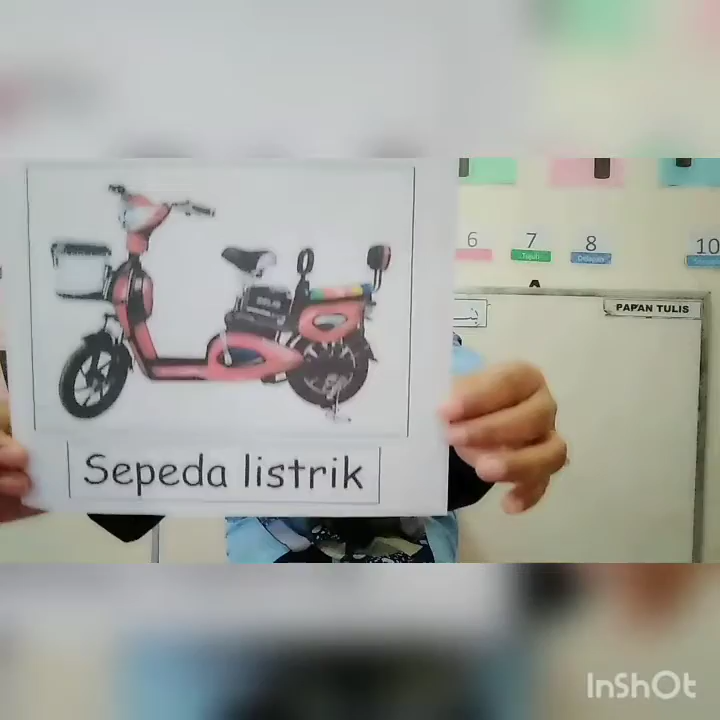 6
7
Tujuh
8
Delapan
10
PAPAN TULIS
Sepeda listrik
InShOt